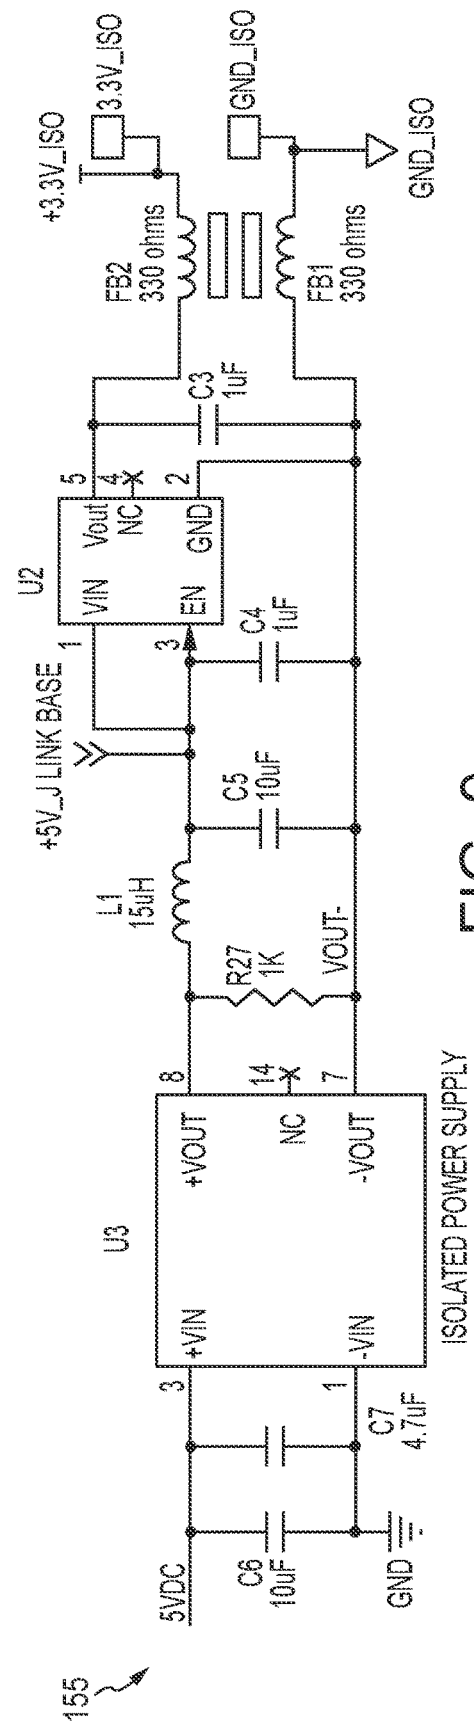 155
5VDC
C6
10uF
GND
C7
4.7uF
3
1
+VIN
-VIN
U3
+VOUT
NC
-VOUT
ISOLATED POWER SUPPLY
8
14
7
R27
1K
VOUT-
L1
15uH
C5
10uF
+5V_J LINK BASE
C4
1uF
1
3
U2
VIN
EN
Vout
NC
GND
5
4
2
C3
1uF
FB2
330 ohms
FB1
330 ohms
+3.3V_ISO
3.3V_ISO
GND_ISO
GND_ISO